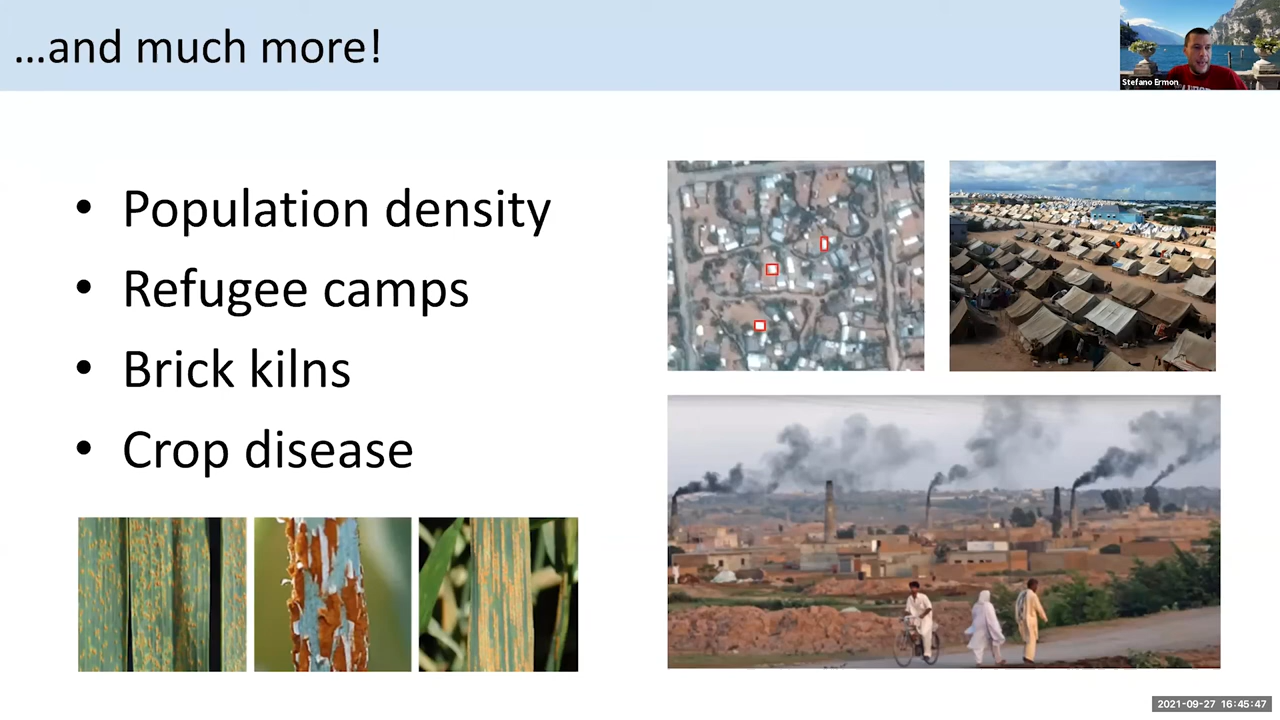 ...and much more!
Stefano Ermon
• Population density
• Refugee camps
• Brick kilns
• Crop disease
2021-09-27 16:45:47